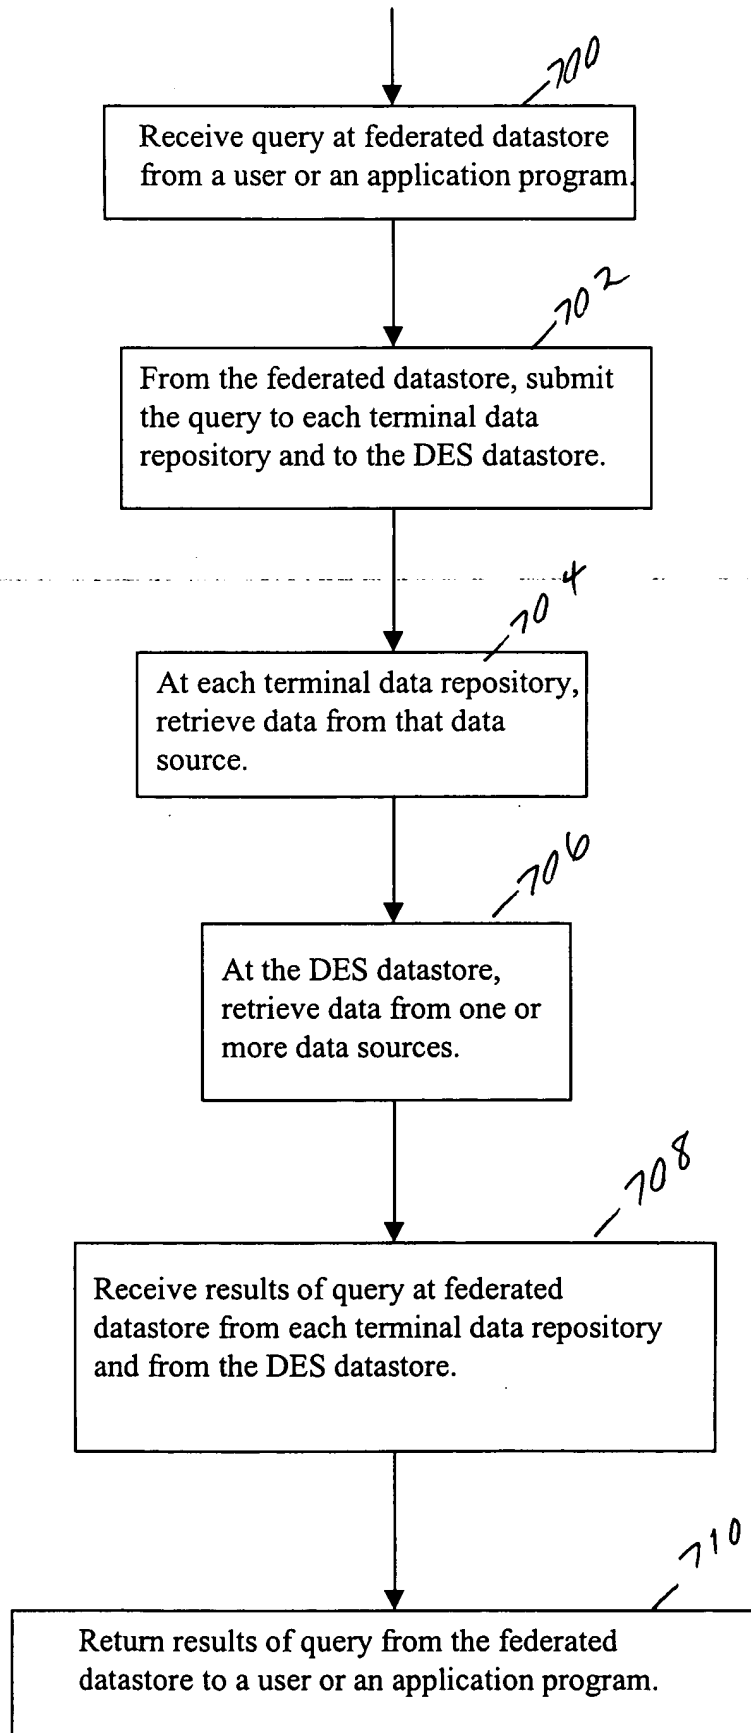 700
Receive query at federated datastore
from a user or an application program.
702
From the federated datastore, submit
the query to each terminal data
repository and to the DES datastore.
704
At each terminal data repository,
retrieve data from that data
source.
706
At the DES datastore,
retrieve data from one or
more data sources.
708
Receive results of query at federated
datastore from each terminal data repository
and from the DES datastore.
710
Return results of query from the federated
datastore to a user or an application program.